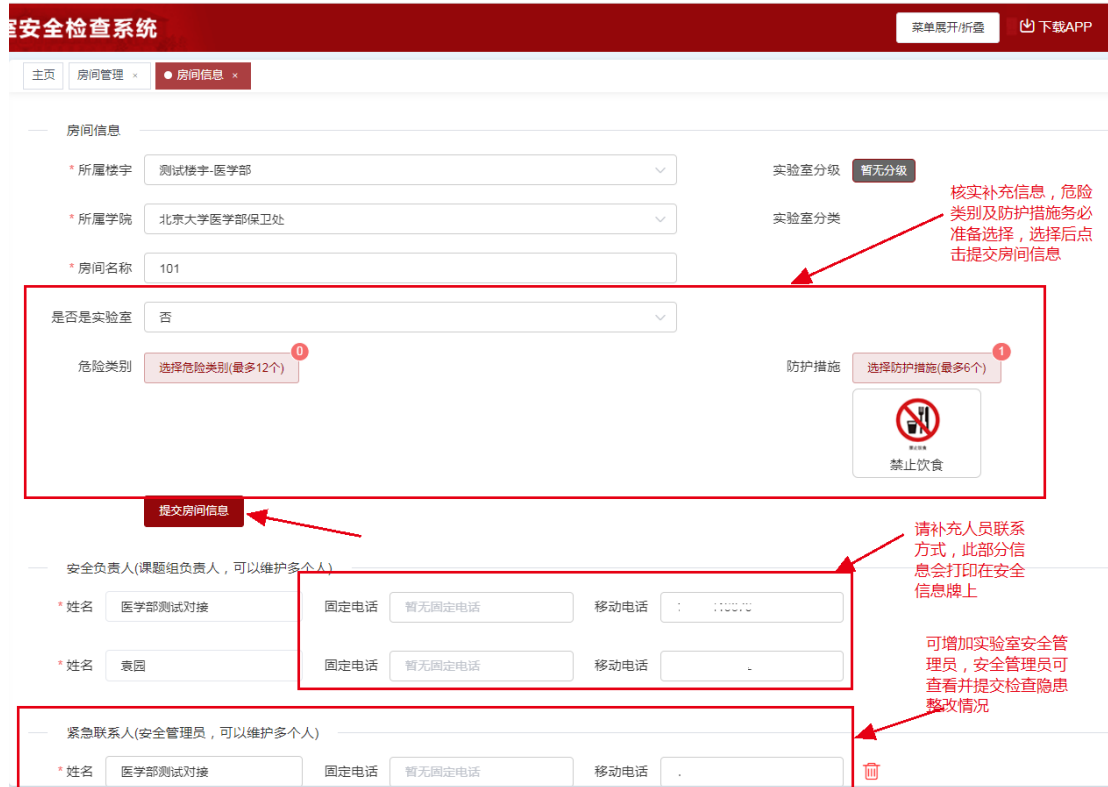 室安全检查系统
菜单展开/折叠
下载APP
主页
房间管理 ×
房间信息 ×
房间信息
* 所属楼宇 测试楼宇-医学部
实验室分级 暂无分级
* 所属学院 北京大学医学部保卫处
实验室分类
核实补充信息，危险
类别及防护措施务必
准备选择，选择后点
击提交房间信息
* 房间名称 101
是否是实验室 否
危险类别 选择危险类别(最多12个) 0
防护措施 选择防护措施(最多6个) 1
禁止饮食
禁止饮食
提交房间信息
请补充人员联系
方式，此部分信
息会打印在安全
信息牌上
安全负责人(课题组负责人，可以维护多个人)
* 姓名 医学部测试对接 固定电话 暂无固定电话 移动电话
* 姓名 袁园 固定电话 暂无固定电话 移动电话
可增加实验室安全管
理员，安全管理员可
查看并提交检查隐患
整改情况
紧急联系人(安全管理员，可以维护多个人)
* 姓名 医学部测试对接 固定电话 暂无固定电话 移动电话